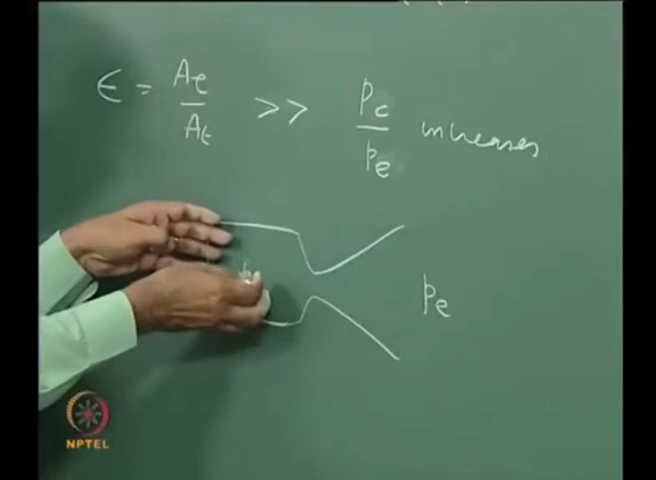 ϵ = Ae/At >> pc/pe increases
pe
NPTEL